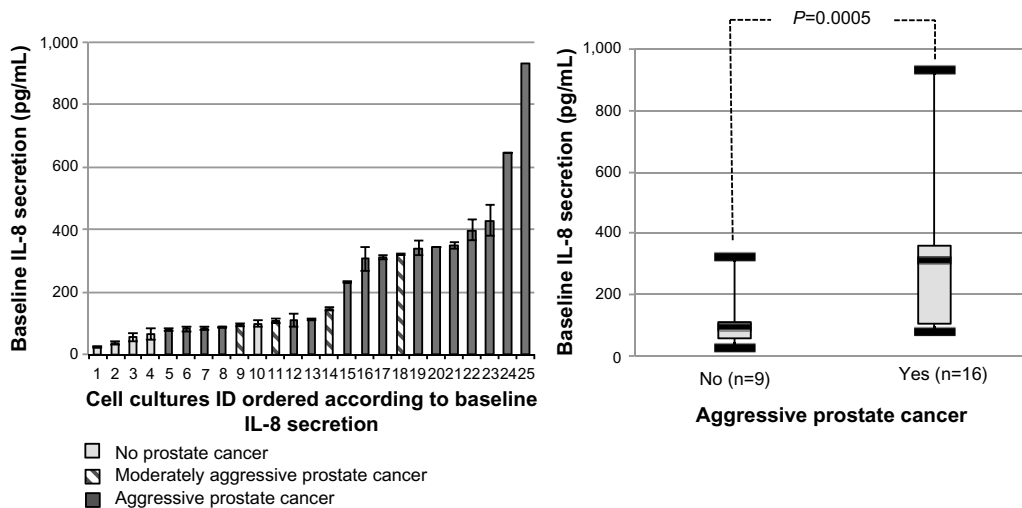 Baseline IL-8 secretion (pg/mL)
1,000
800
600
400
200
0
1 2 3 4 5 6 7 8 9 10 11 12 13 14 15 16 17 18 19 20 21 22 23 24 25
Cell cultures ID ordered according to baseline
IL-8 secretion
No prostate cancer
Moderately aggressive prostate cancer
Aggressive prostate cancer
P=0.0005
Baseline IL-8 secretion (pg/mL)
1,000
800
600
400
200
0
No (n=9) Yes (n=16)
Aggressive prostate cancer